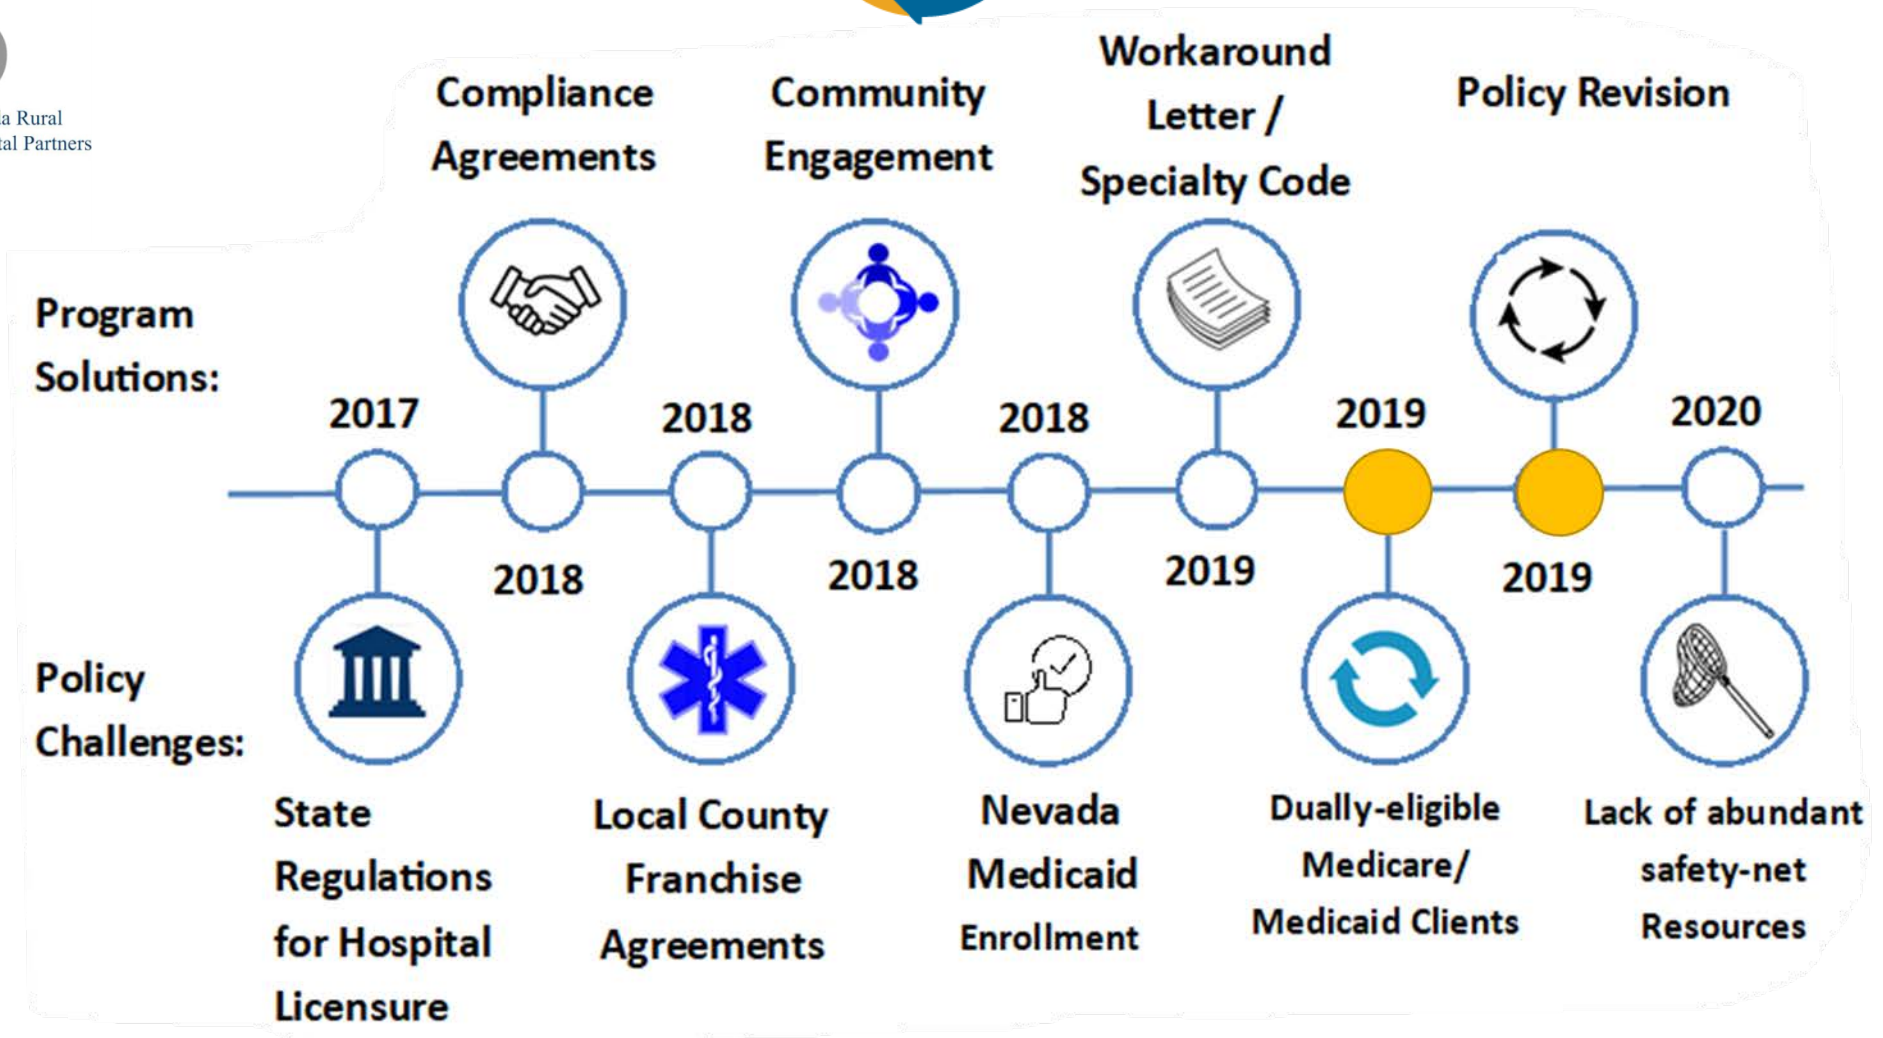 Rural
Partners
Compliance
Agreements
Community
Engagement
Workaround
Letter /
Specialty Code
Policy Revision
Program
Solutions:
2017
2018
2018
2019
2020
2018
2018
2019
2019
Policy
Challenges:
State
Regulations
for Hospital
Licensure
Local County
Franchise
Agreements
Nevada
Medicaid
Enrollment
Dually-eligible
Medicare/
Medicaid Clients
Lack of abundant
safety-net
Resources